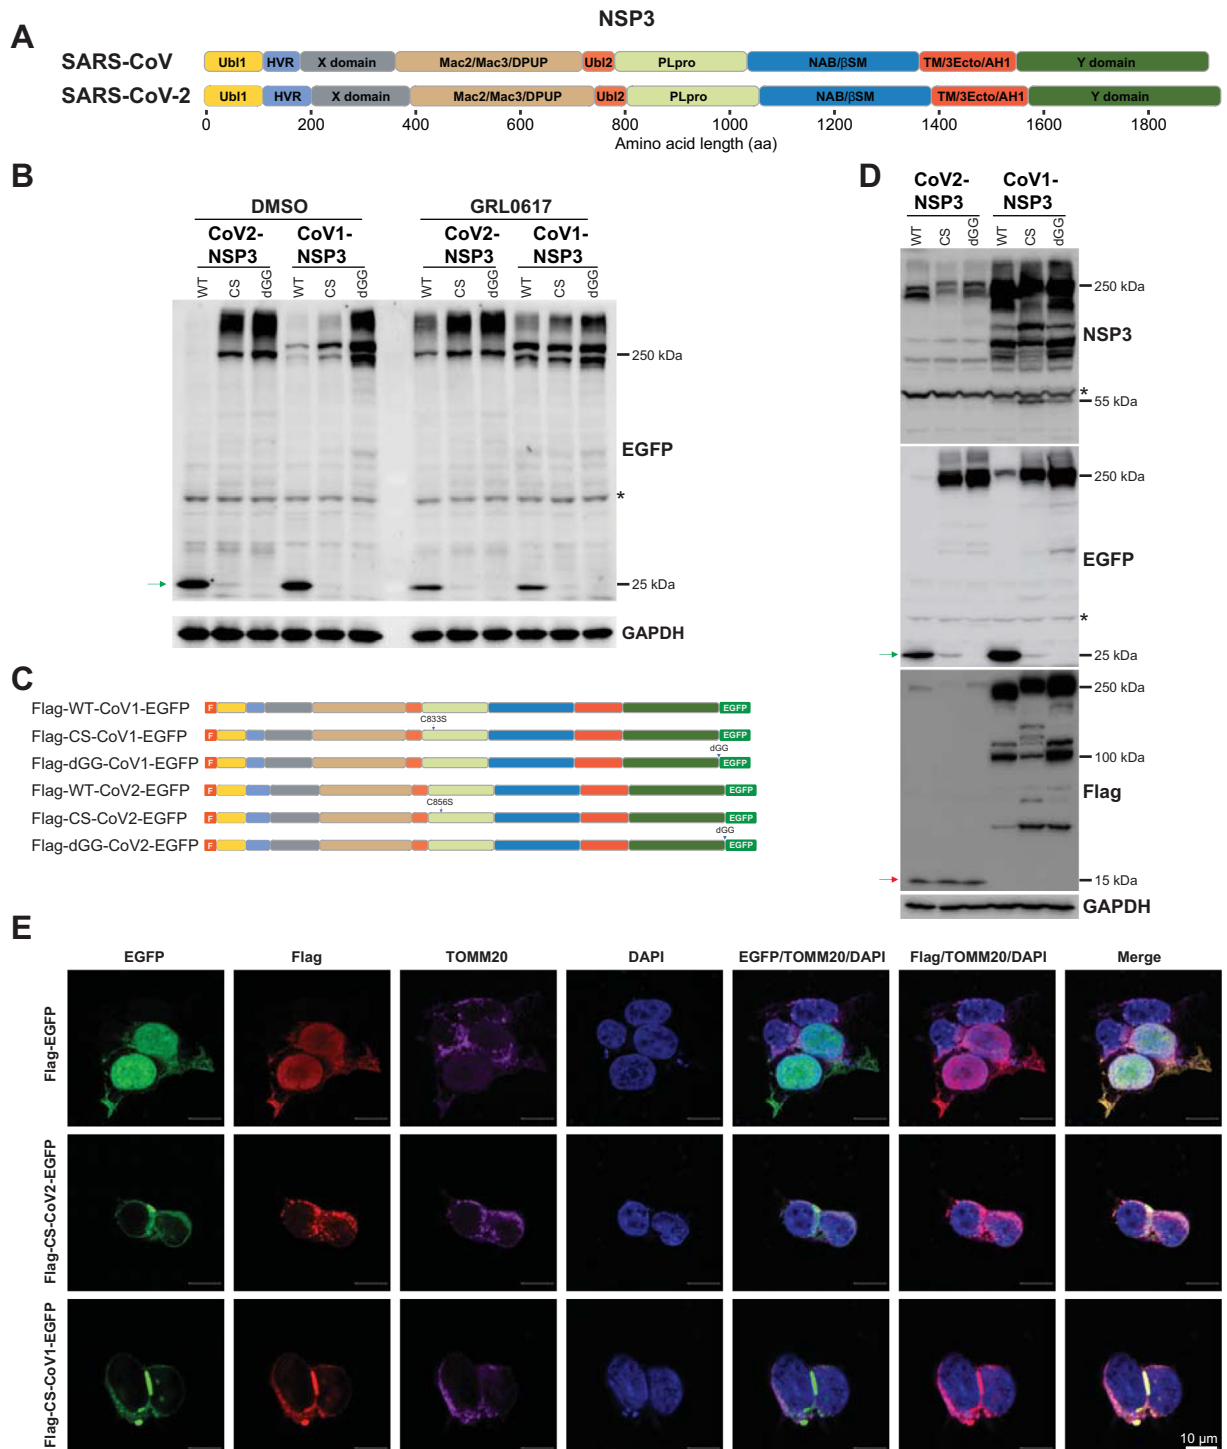 NSP3
A
SARS-CoV
Ubl1 HVR X domain Mac2/Mac3/DPUP Ubl2 PLpro NAB/βSM TM/3Ecto/AH1 Y domain
SARS-CoV-2
Ubl1 HVR X domain Mac2/Mac3/DPUP Ubl2 PLpro NAB/βSM TM/3Ecto/AH1 Y domain
0 200 400 600 800 1000 1200 1400 1600 1800
Amino acid length (aa)
B
DMSO GRL0617
CoV2-NSP3 CoV1-NSP3 CoV2-NSP3 CoV1-NSP3
WT CS dGG WT CS dGG WT CS dGG WT CS dGG
250 kDa
EGFP
*
25 kDa
GAPDH
C
Flag-WT-CoV1-EGFP F EGFP
C833S
Flag-CS-CoV1-EGFP F EGFP
dGG
Flag-dGG-CoV1-EGFP F EGFP
Flag-WT-CoV2-EGFP F EGFP
C856S
Flag-CS-CoV2-EGFP F EGFP
dGG
Flag-dGG-CoV2-EGFP F EGFP
D
CoV2-NSP3 CoV1-NSP3
WT CS dGG WT CS dGG
250 kDa
NSP3
*
55 kDa
250 kDa
EGFP
*
25 kDa
250 kDa
100 kDa
Flag
15 kDa
GAPDH
E
EGFP Flag TOMM20 DAPI EGFP/TOMM20/DAPI Flag/TOMM20/DAPI Merge
Flag-EGFP
Flag-CS-CoV2-EGFP
Flag-CS-CoV1-EGFP
10 µm